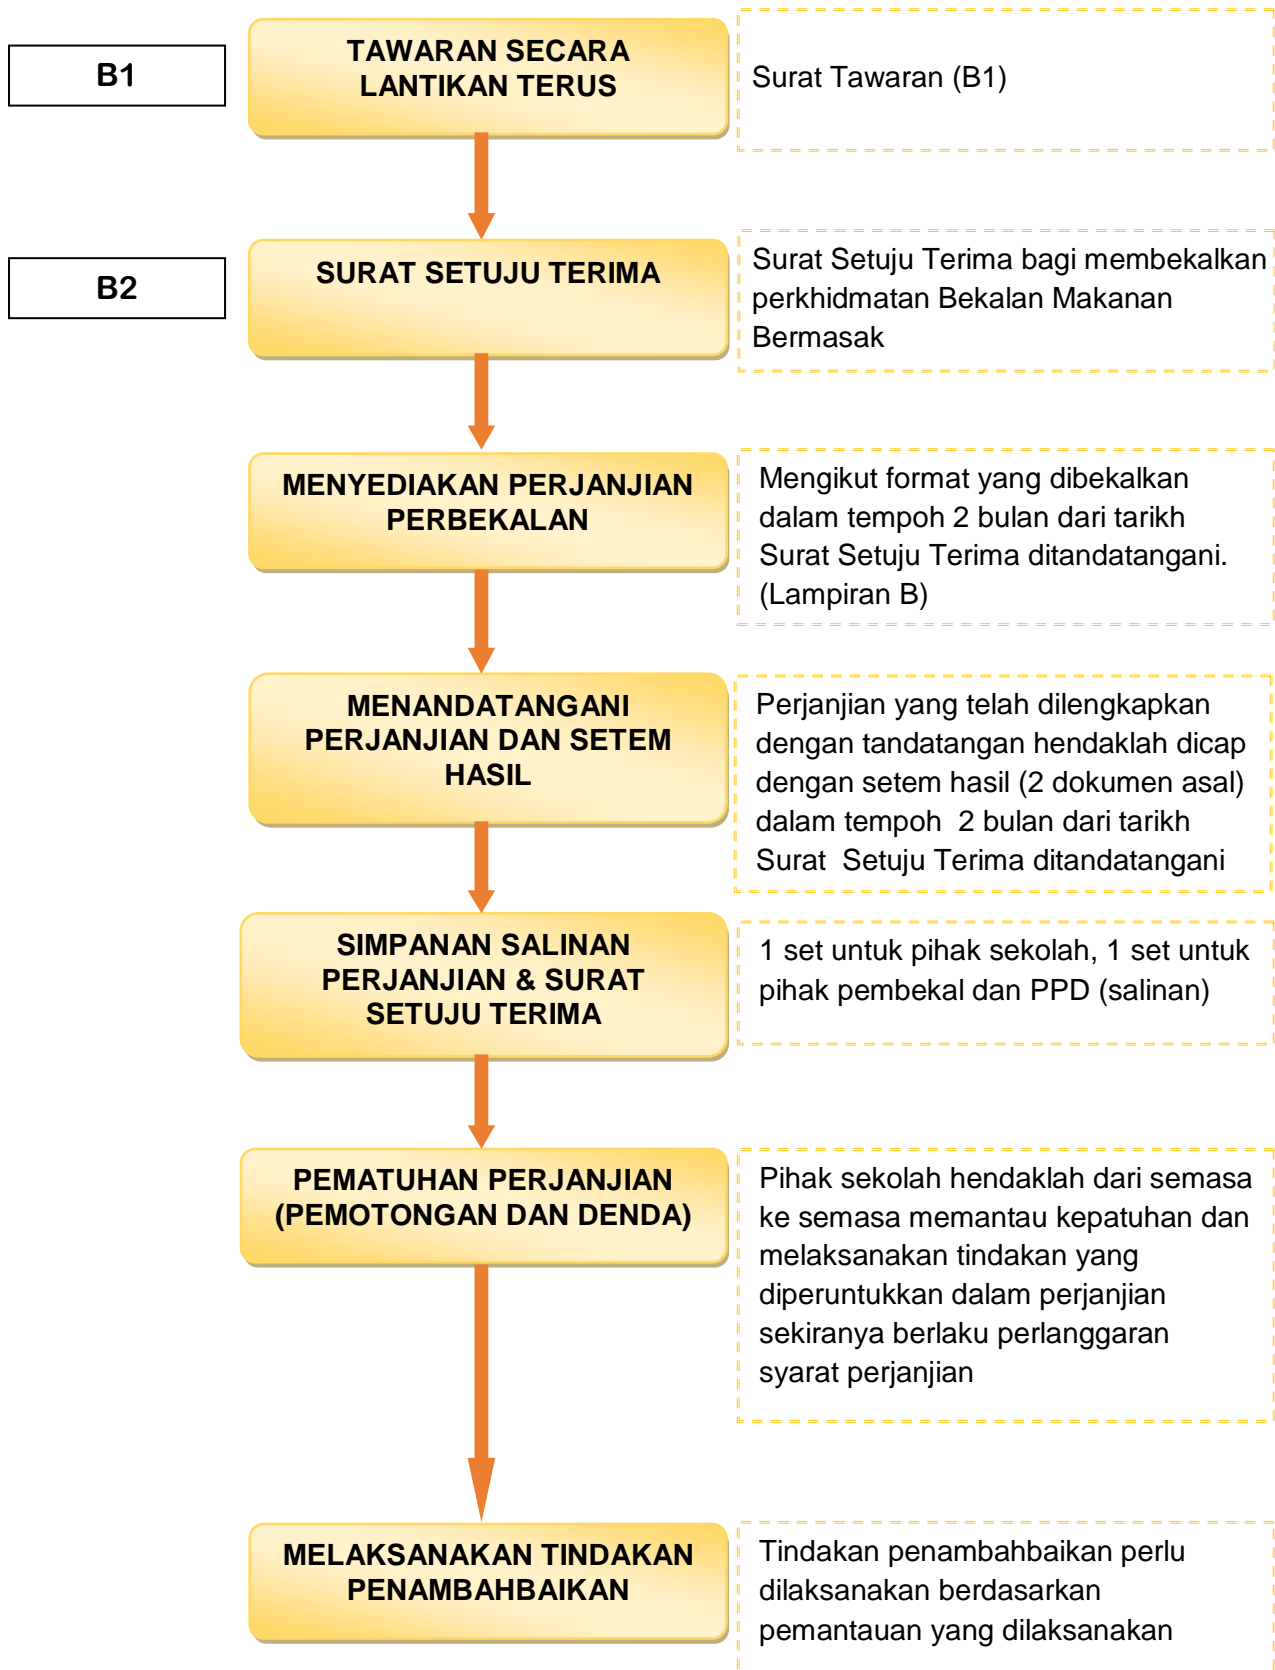 B1
TAWARAN SECARA
LANTIKAN TERUS
Surat Tawaran (B1)
B2
SURAT SETUJU TERIMA
Surat Setuju Terima bagi membekalkan
perkhidmatan Bekalan Makanan
Bermasak
MENYEDIAKAN PERJANJIAN
PERBEKALAN
Mengikut format yang dibekalkan
dalam tempoh 2 bulan dari tarikh
Surat Setuju Terima ditandatangani.
(Lampiran B)
MENANDATANGANI
PERJANJIAN DAN SETEM
HASIL
Perjanjian yang telah dilengkapkan
dengan tandatangan hendaklah dicap
dengan setem hasil (2 dokumen asal)
dalam tempoh  2 bulan dari tarikh
Surat  Setuju Terima ditandatangani
SIMPANAN SALINAN
PERJANJIAN & SURAT
SETUJU TERIMA
1 set untuk pihak sekolah, 1 set untuk
pihak pembekal dan PPD (salinan)
PEMATUHAN PERJANJIAN
(PEMOTONGAN DAN DENDA)
Pihak sekolah hendaklah dari semasa
ke semasa memantau kepatuhan dan
melaksanakan tindakan yang
diperuntukkan dalam perjanjian
sekiranya berlaku perlanggaran
syarat perjanjian
MELAKSANAKAN TINDAKAN
PENAMBAHBAIKAN
Tindakan penambahbaikan perlu
dilaksanakan berdasarkan
pemantauan yang dilaksanakan